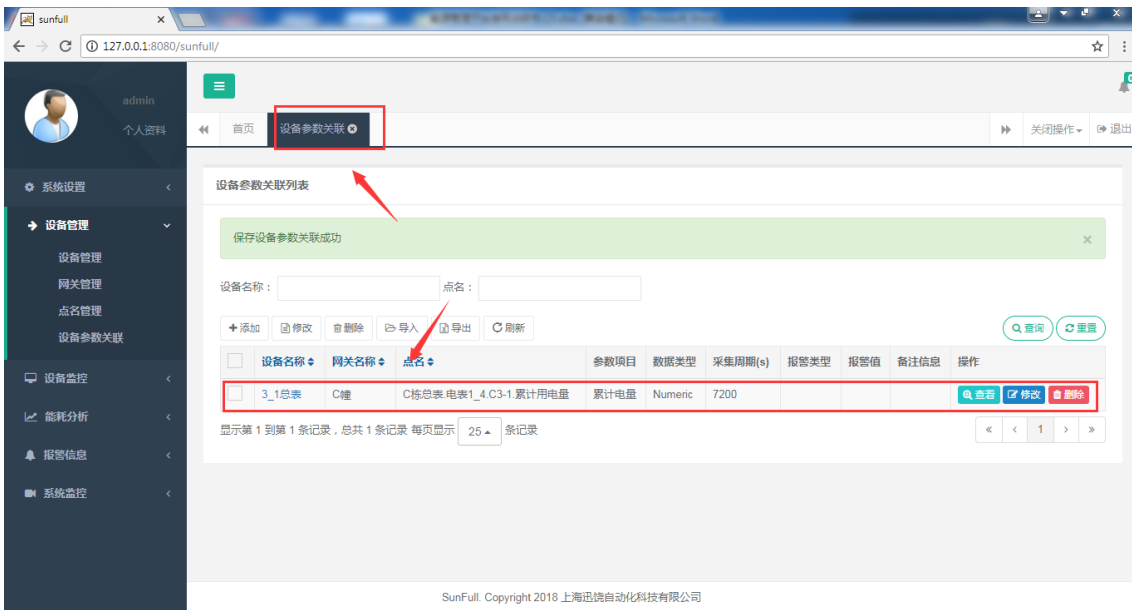 sunfull
127.0.0.1:8080/sunfull/
admin
个人资料
首页
设备参数关联
关闭操作
退出
系统设置
设备管理
设备管理
网关管理
点名管理
设备参数关联
设备监控
能耗分析
报警信息
系统监控
设备参数关联列表
保存设备参数关联成功
设备名称：
点名：
添加 修改 删除 导入 导出 刷新
查询 重置
设备名称 网关名称 点名 参数项目 数据类型 采集周期(s) 报警类型 报警值 备注信息 操作
3_1总表 C幢 C栋总表.电表1_4.C3-1.累计用电量 累计电量 Numeric 7200 查看 修改 删除
显示第 1 到第 1 条记录，总共 1 条记录 每页显示 25 条记录
« ‹ 1 › »
SunFull. Copyright 2018 上海迅饶自动化科技有限公司